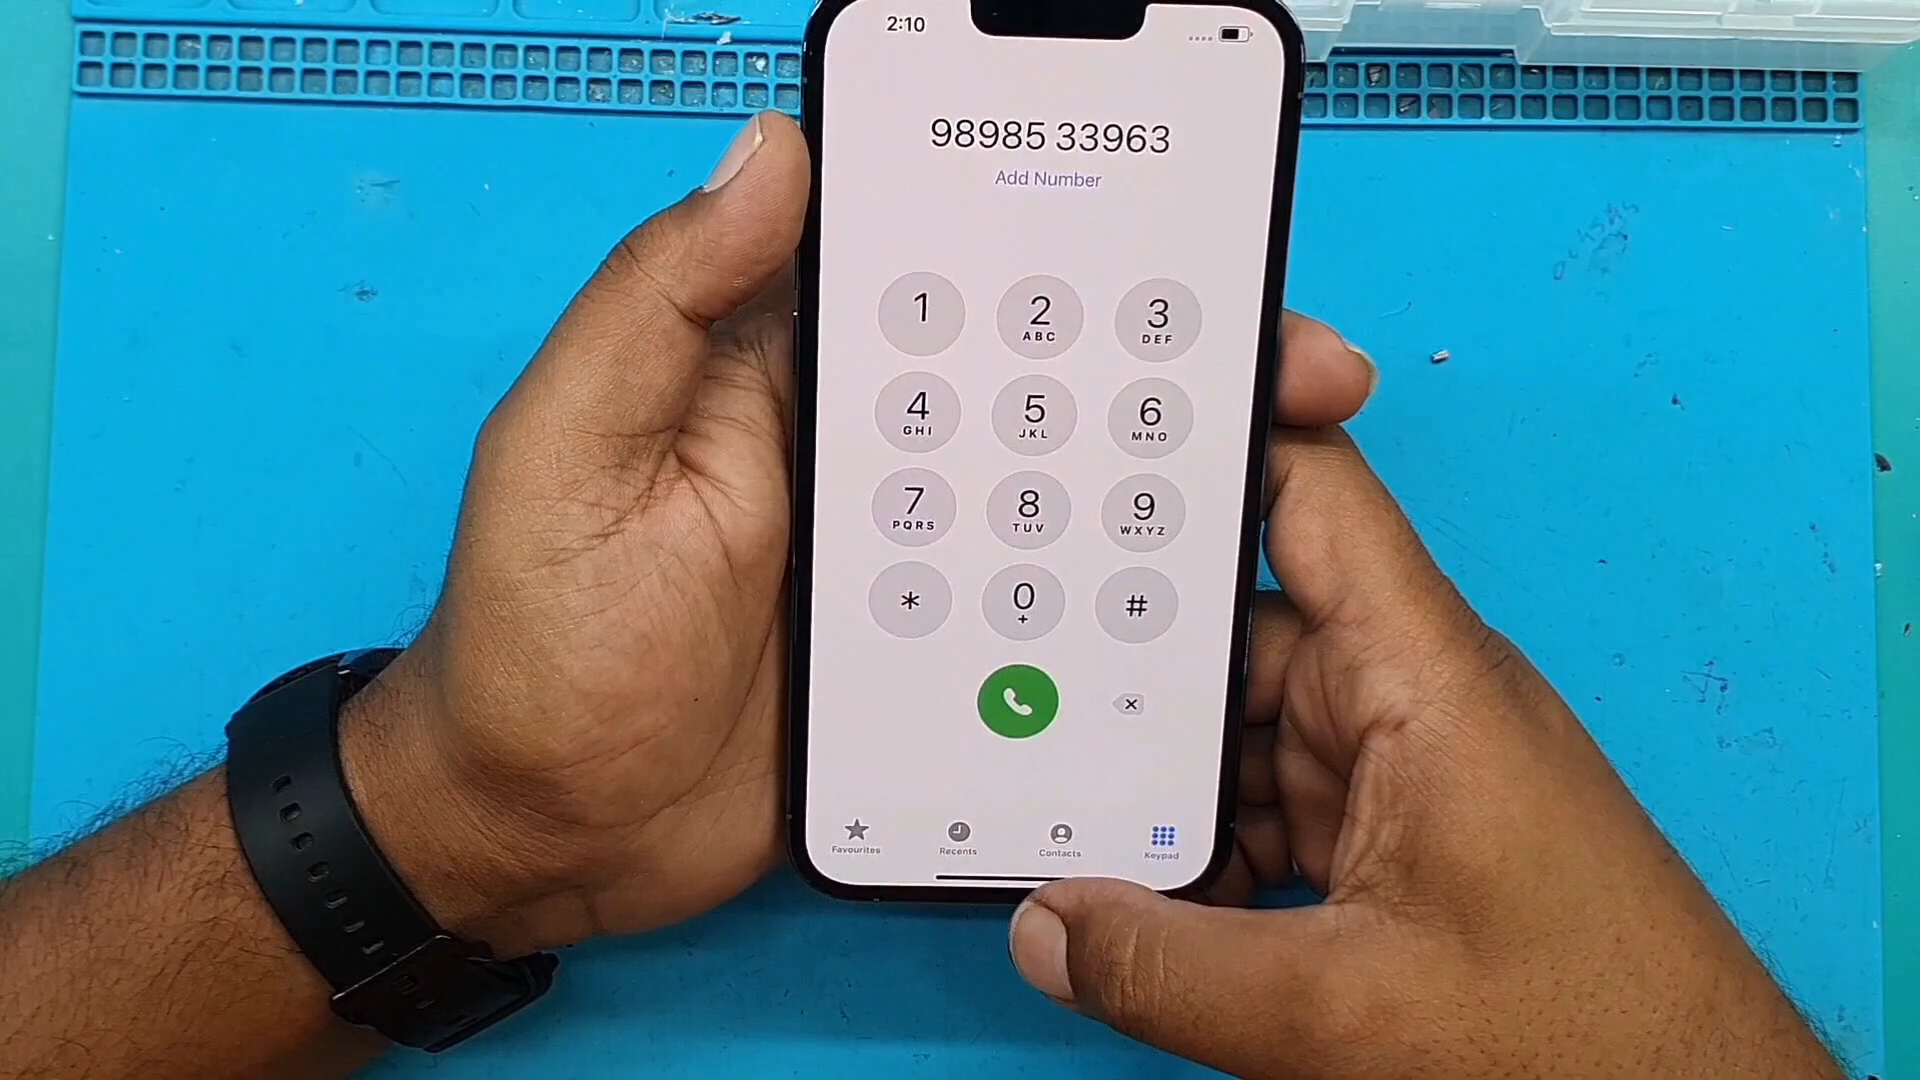 2:10
98985 33963
Add Number
1
2
ABC
3
DEF
4
GHI
5
JKL
6
MNO
7
PQRS
8
TUV
9
WXYZ
*
0
+
#
Favourites
Recents
Contacts
Keypad